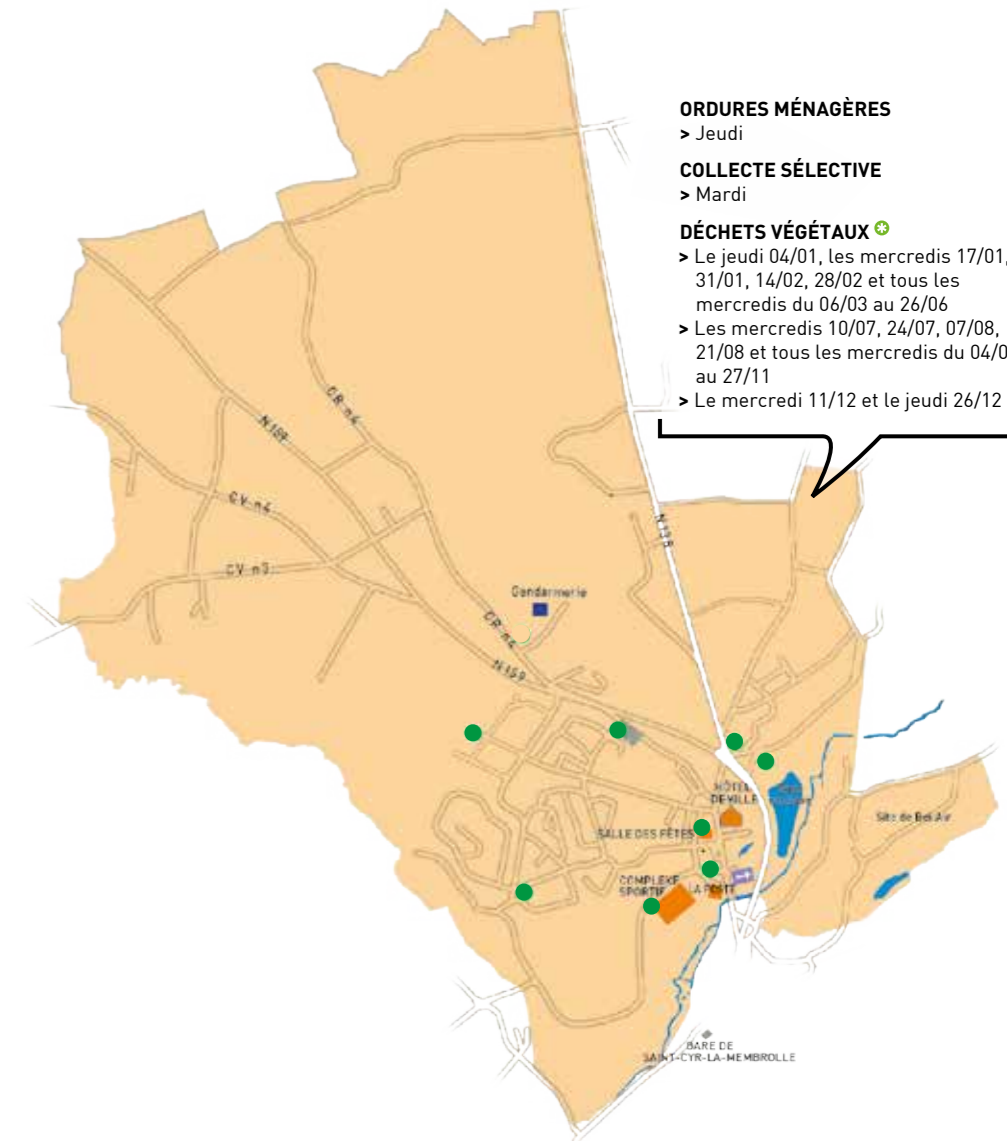 ORDURES MÉNAGÈRES
> Jeudi
COLLECTE SÉLECTIVE
> Mardi
DÉCHETS VÉGÉTAUX
> Le jeudi 04/01, les mercredis 17/01,
31/01, 14/02, 28/02 et tous les
mercredis du 06/03 au 26/06
> Les mercredis 10/07, 24/07, 07/08,
21/08 et tous les mercredis du 04/0
au 27/11
> Le mercredi 11/12 et le jeudi 26/12
CR n4
CV n4
CV n3
N138
Gendarmerie
CR n4
N159
HÔTEL
DE VILLE
SALLE DES FÊTES
Site de Bel Air
COMPLEXE
SPORTIF
LA POSTE
GARE DE
SAINT-CYR-LA-MEMBROLLE